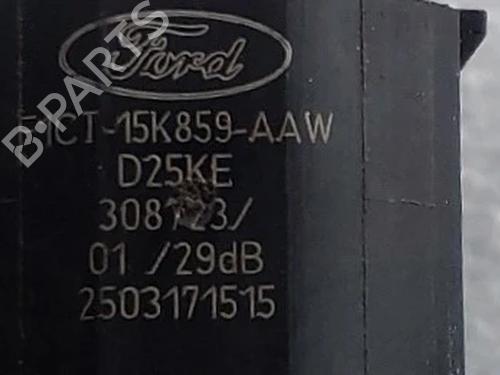 Ford
B-PARTS
F1CT-15K859-AAW
D25KE
01 /29dB
2503171515